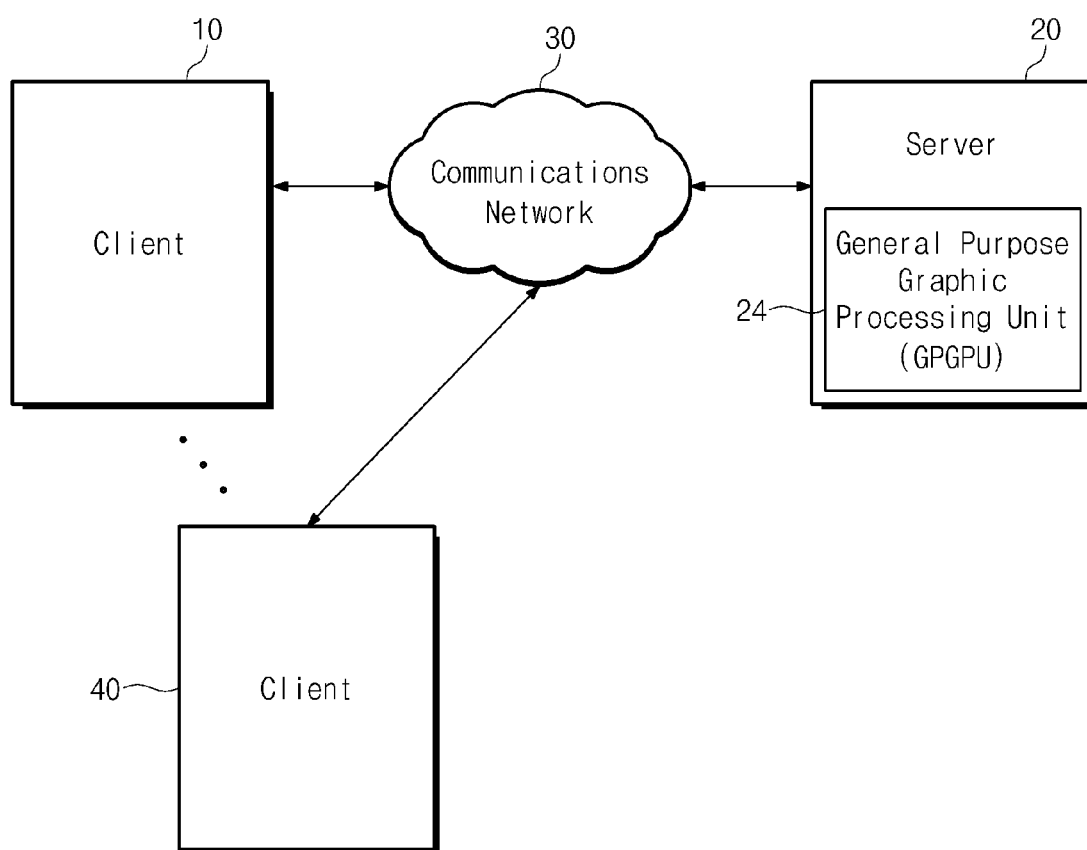 10
30
20
Client
Communications
Network
Server
General Purpose
Graphic
Processing Unit
(GPGPU)
24
40
Client